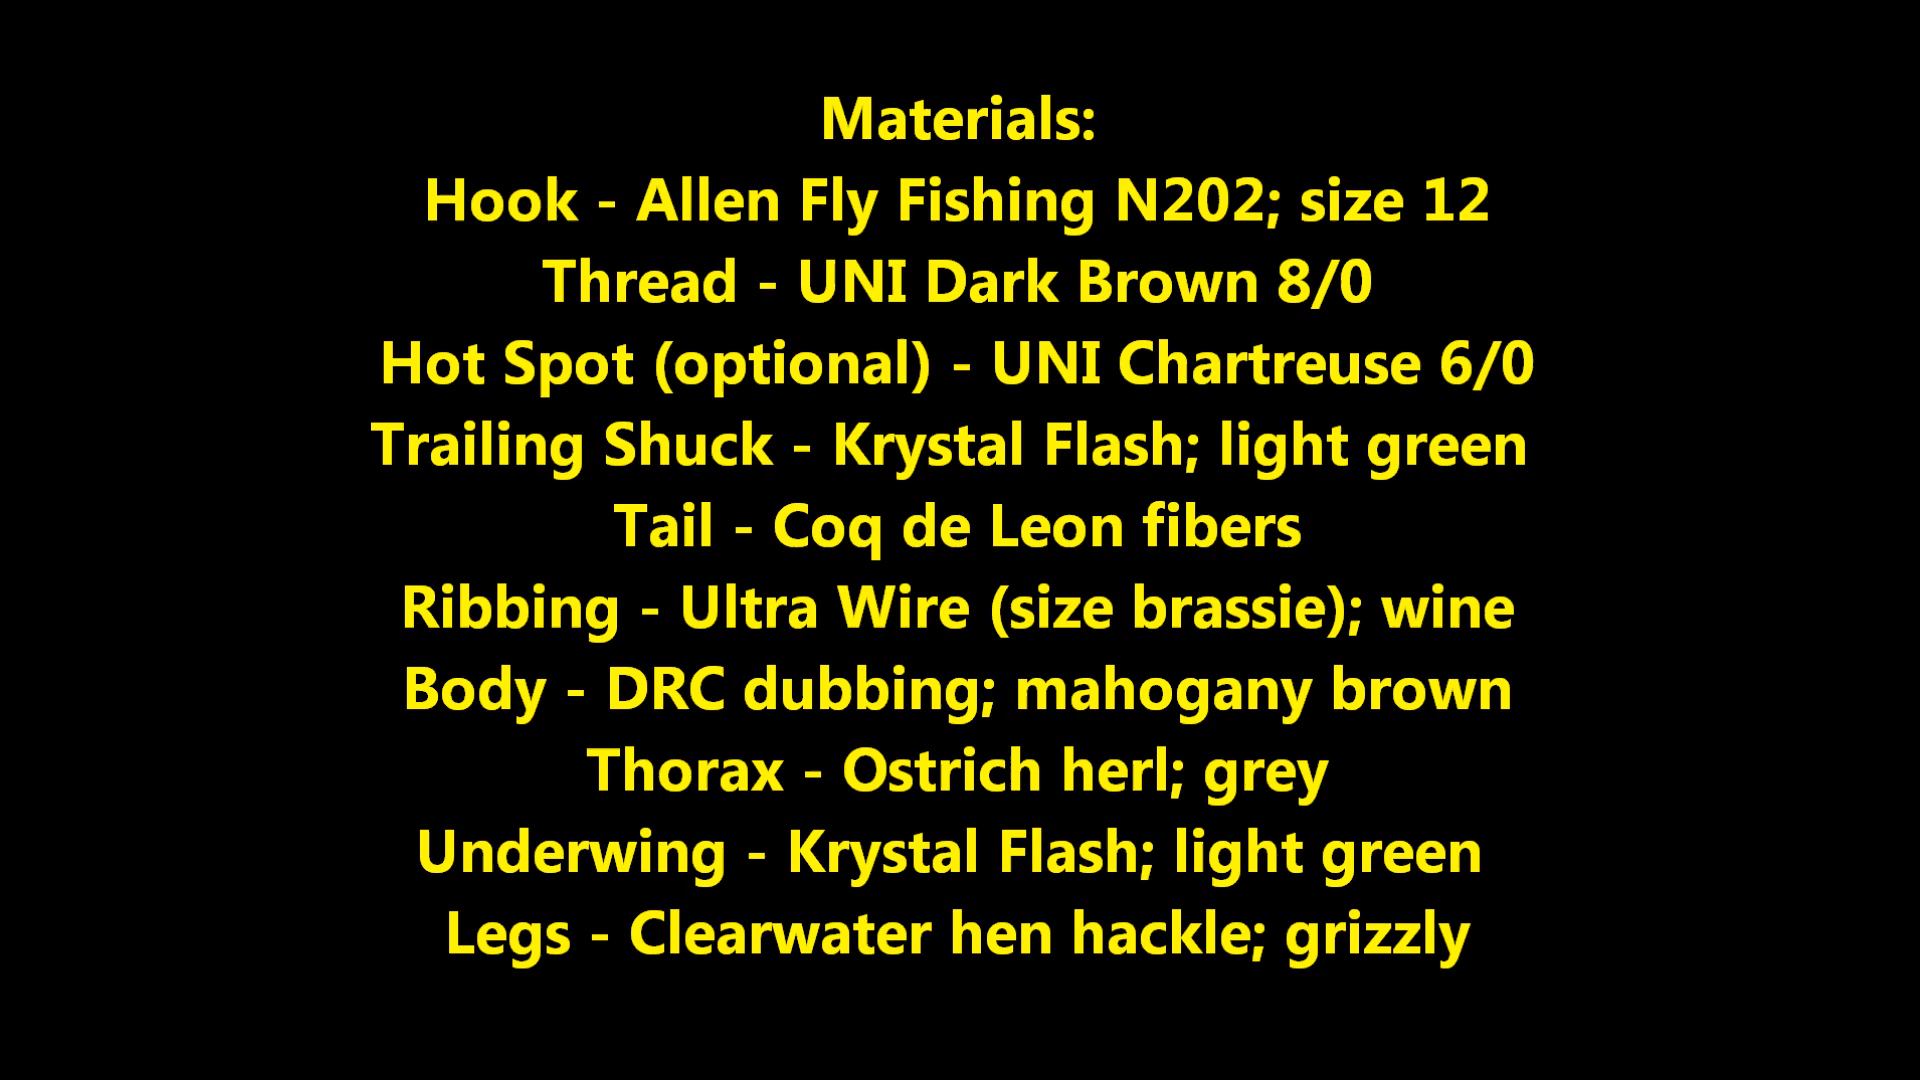 Materials:
Hook - Allen Fly Fishing N202; size 12
Thread - UNI Dark Brown 8/0
Hot Spot (optional) - UNI Chartreuse 6/0
Trailing Shuck - Krystal Flash; light green
Tail - Coq de Leon fibers
Ribbing - Ultra Wire (size brassie); wine
Body - DRC dubbing; mahogany brown
Thorax - Ostrich herl; grey
Underwing - Krystal Flash; light green
Legs - Clearwater hen hackle; grizzly